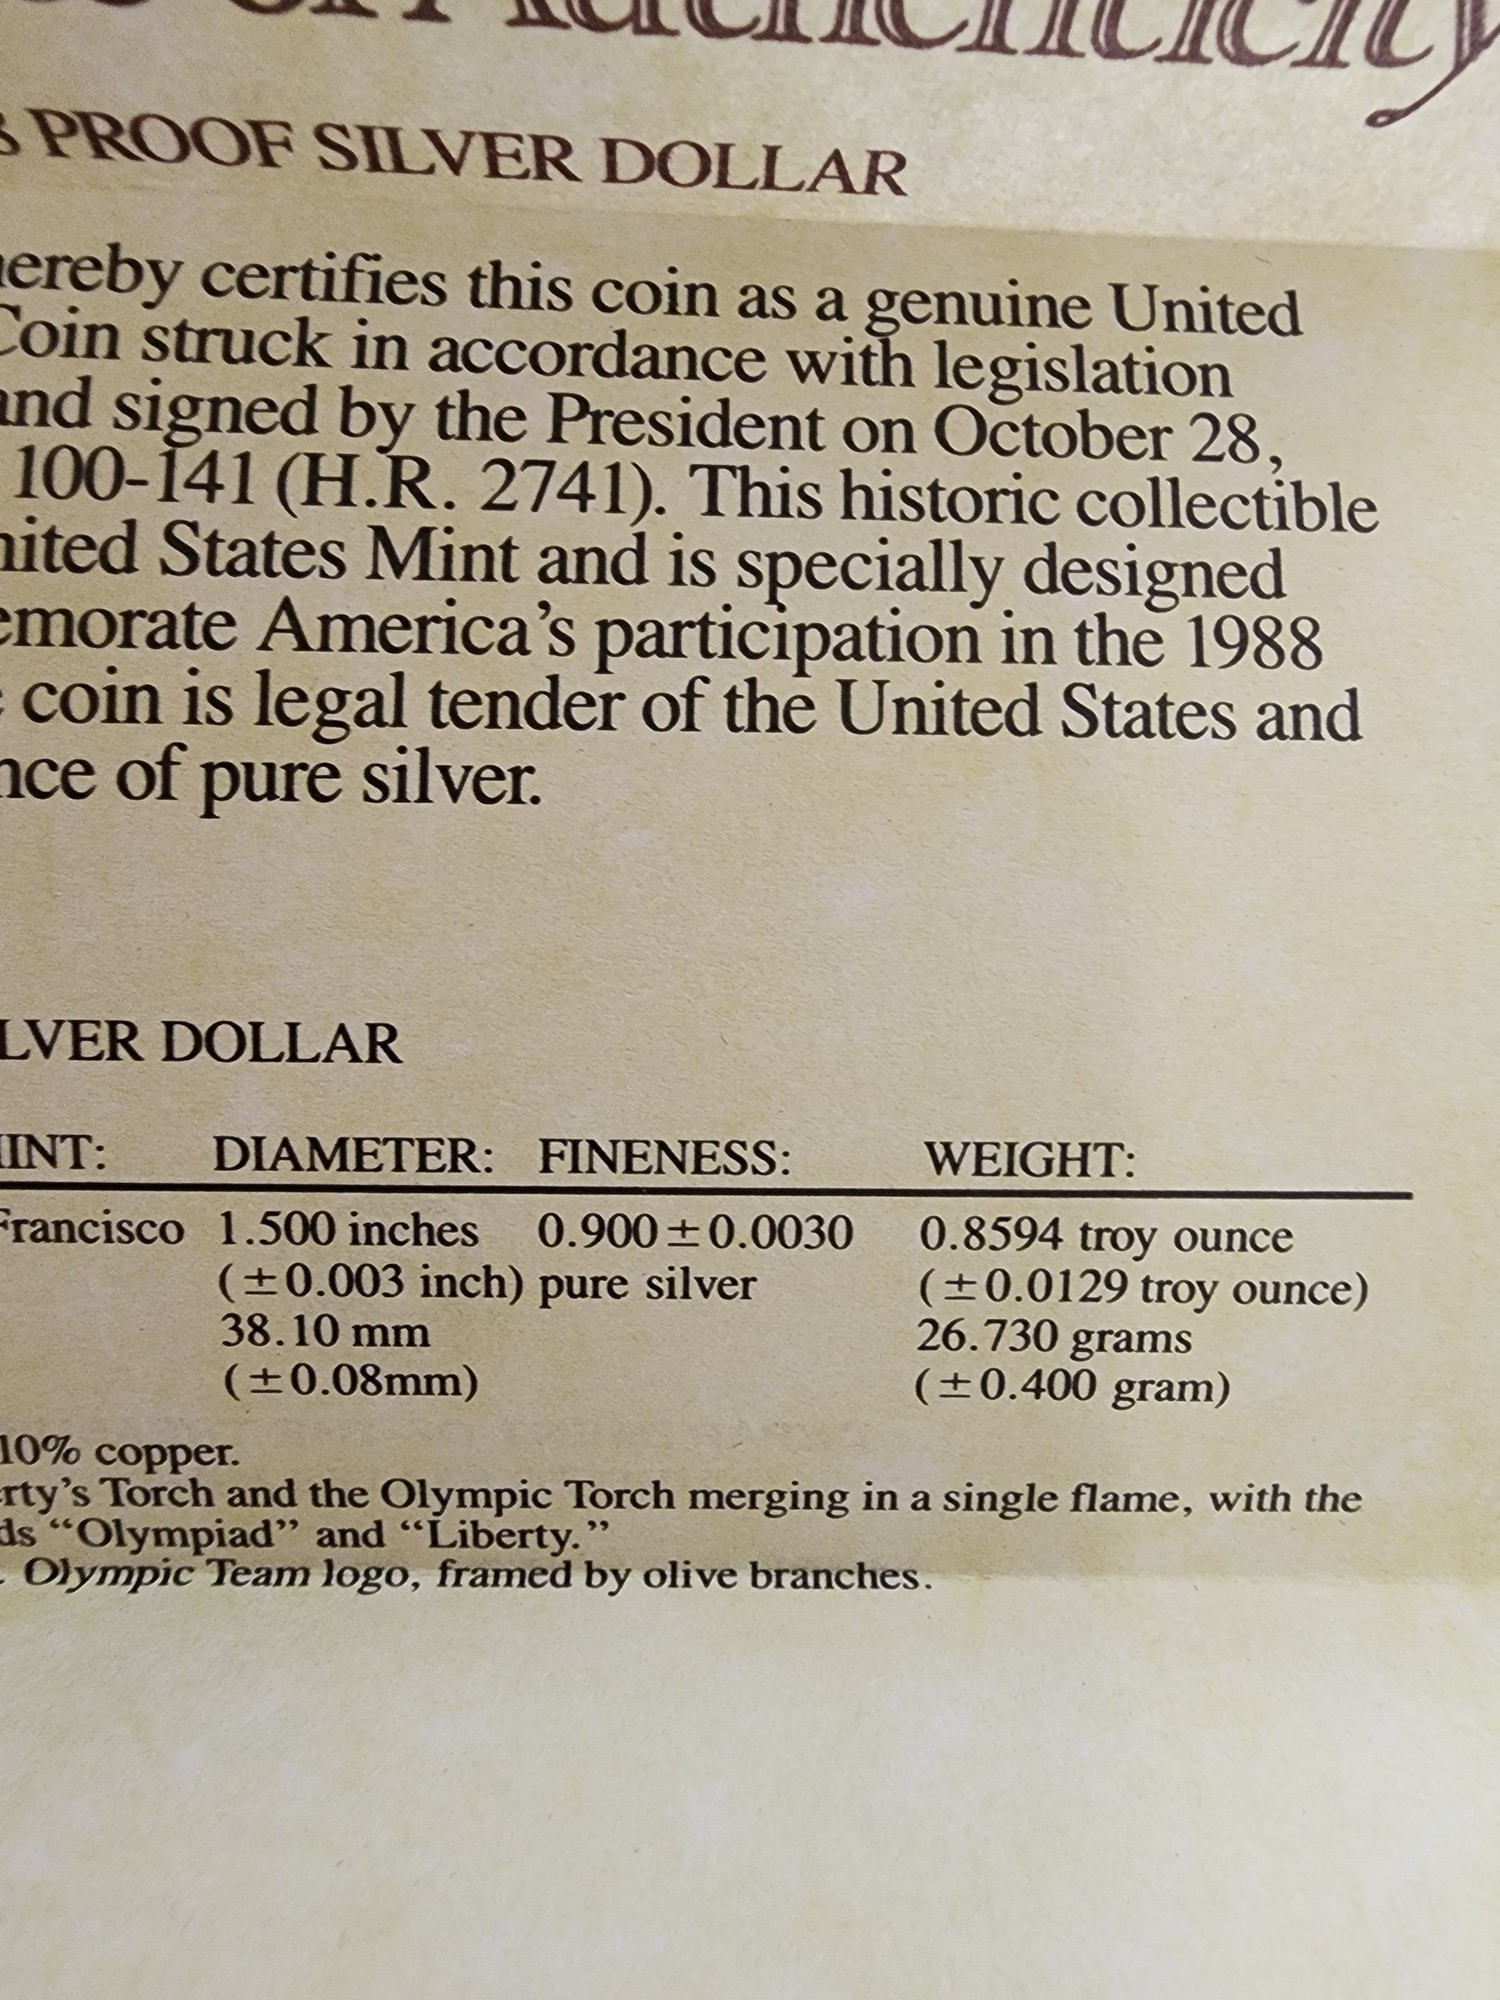 of Authenticity
PROOF SILVER DOLLAR
hereby certifies this coin as a genuine United
Coin struck in accordance with legislation
and signed by the President on October 28,
100-141 (H.R. 2741). This historic collectible
nited States Mint and is specially designed
emorate America's participation in the 1988
coin is legal tender of the United States and
nce of pure silver.
LVER DOLLAR
INT: DIAMETER: FINENESS: WEIGHT:
Francisco 1.500 inches 0.900±0.0030 0.8594 troy ounce
(±0.003 inch) pure silver (±0.0129 troy ounce)
38.10 mm 26.730 grams
(±0.08mm) (±0.400 gram)
10% copper.
rty's Torch and the Olympic Torch merging in a single flame, with the
ds “Olympiad” and “Liberty.”
. Olympic Team logo, framed by olive branches.